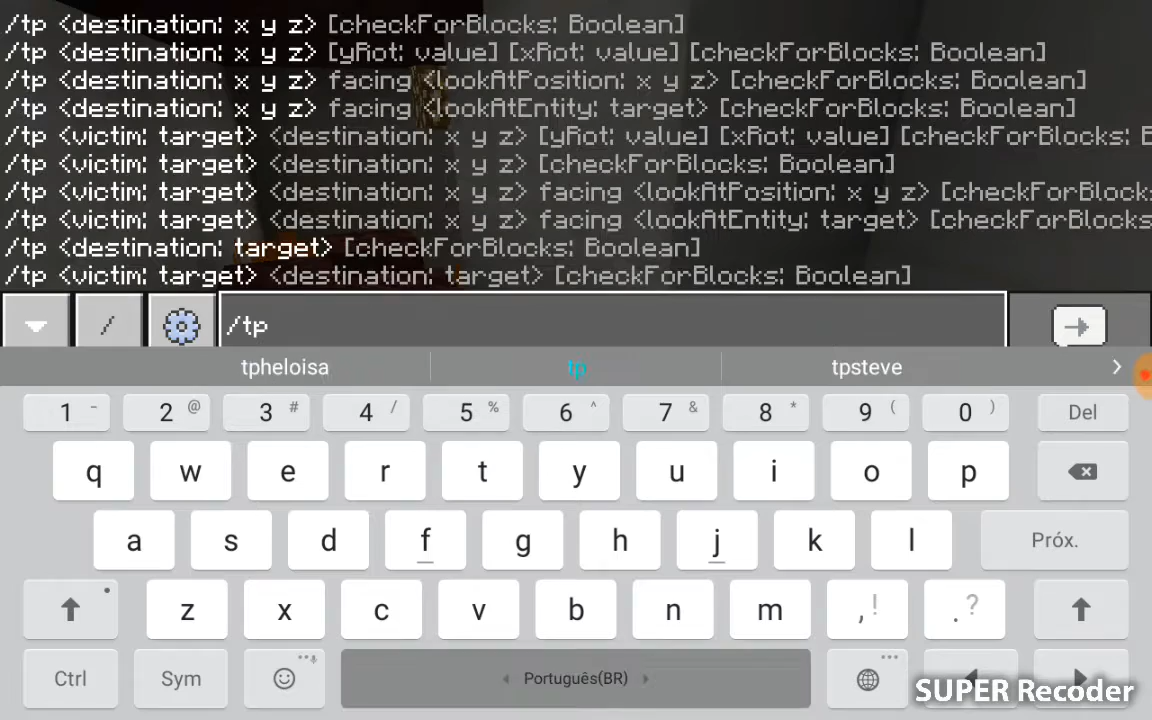 /tp <destination: x y z> [checkForBlocks: Boolean]
/tp <destination: x y z> [yRot: value] [xRot: value] [checkForBlocks: Boolean]
/tp <destination: x y z> facing <lookAtPosition: x y z> [checkForBlocks: Boolean]
/tp <destination: x y z> facing <lookAtEntity: target> [checkForBlocks: Boolean]
/tp <victim: target> <destination: x y z> [yRot: value] [xRot: value] [checkForBlocks: B
/tp <victim: target> <destination: x y z> [checkForBlocks: Boolean]
/tp <victim: target> <destination: x y z> facing <lookAtPosition: x y z> [checkForBlocks
/tp <victim: target> <destination: x y z> facing <lookAtEntity: target> [checkForBlocks
/tp <destination: target> [checkForBlocks: Boolean]
/tp <victim: target> <destination: target> [checkForBlocks: Boolean]
/ /tp
tpheloisa tp tpsteve >
1 - 2 @ 3 # 4 / 5 % 6 ^ 7 & 8 * 9 ( 0 ) Del
q w e r t y u i o p
a s d f g h j k l Próx.
z x c v b n m , ! . ?
Ctrl Sym Português(BR)
SUPER Recoder